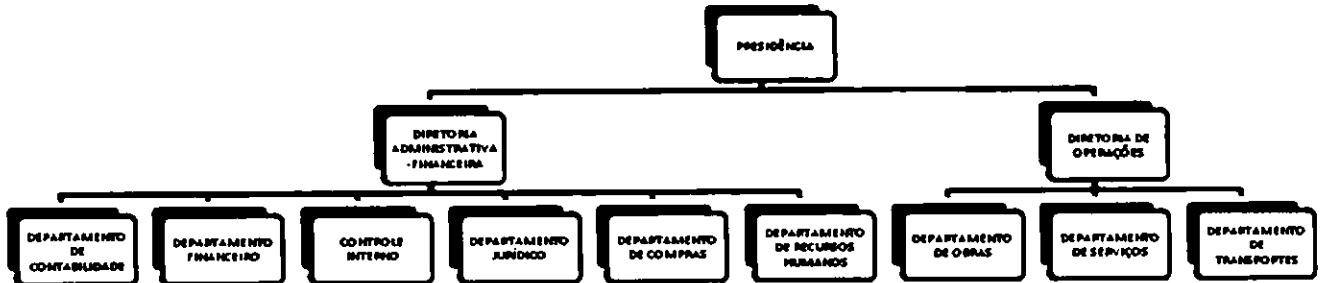 PRESIDÊNCIA
DIRETORIA
ADMINISTRATIVA
-FINANCEIRA
DIRETORIA DE
OPERAÇÕES
DEPARTAMENTO
DE
CONTABILIDADE
DEPARTAMENTO
FINANCEIRO
CONTROLE
INTERNO
DEPARTAMENTO
JURÍDICO
DEPARTAMENTO
DE COMPRAS
DEPARTAMENTO
DE RECURSOS
HUMANOS
DEPARTAMENTO
DE OBRAS
DEPARTAMENTO
DE SERVIÇOS
DEPARTAMENTO
DE
TRANSPORTES